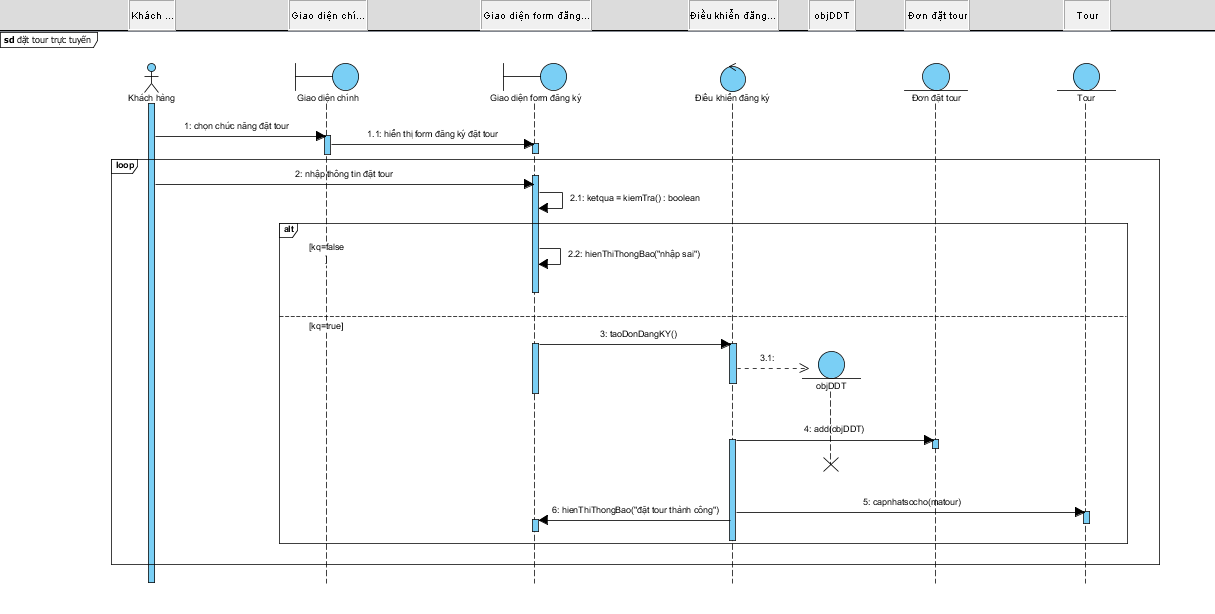 Khách ...
Giao diện chí...
Giao diện form đăng...
Điều khiển đăng...
objDDT
Đơn đặt tour
Tour
sd đặt tour trực tuyến
Khách hàng
Giao diện chính
Giao diện form đăng ký
Điều khiển đăng ký
Đơn đặt tour
Tour
1: chọn chức năng đặt tour
1.1: hiển thị form đăng ký đặt tour
loop
2: nhập thông tin đặt tour
2.1: ketqua = kiemTra() : boolean
alt
[kq=false
2.2: hienThiThongBao("nhập sai")
[kq=true]
3: taoDonDangKY()
3.1:
objDDT
4: add(objDDT)
5: capnhatsocho(matour)
6: hienThiThongBao("đặt tour thành công")